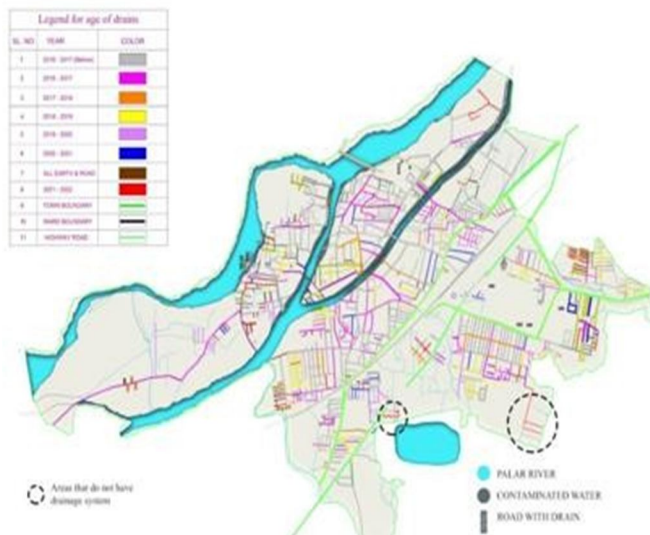 Legend for age of drains
SL. NO YEAR COLOR
1 2016 - 2017 (Below)
2 2016 - 2017
3 2017 - 2018
4 2018 - 2019
5 2019 - 2020
6 2020 - 2021
7 ALL EARTH & ROAD
8 2021 - 2022
9 TOWN BOUNDARY
10 WARD BOUNDARY
11 HIGHWAY ROAD
Areas that do not have
drainage system
PALAR RIVER
CONTAMINATED WATER
ROAD WITH DRAIN